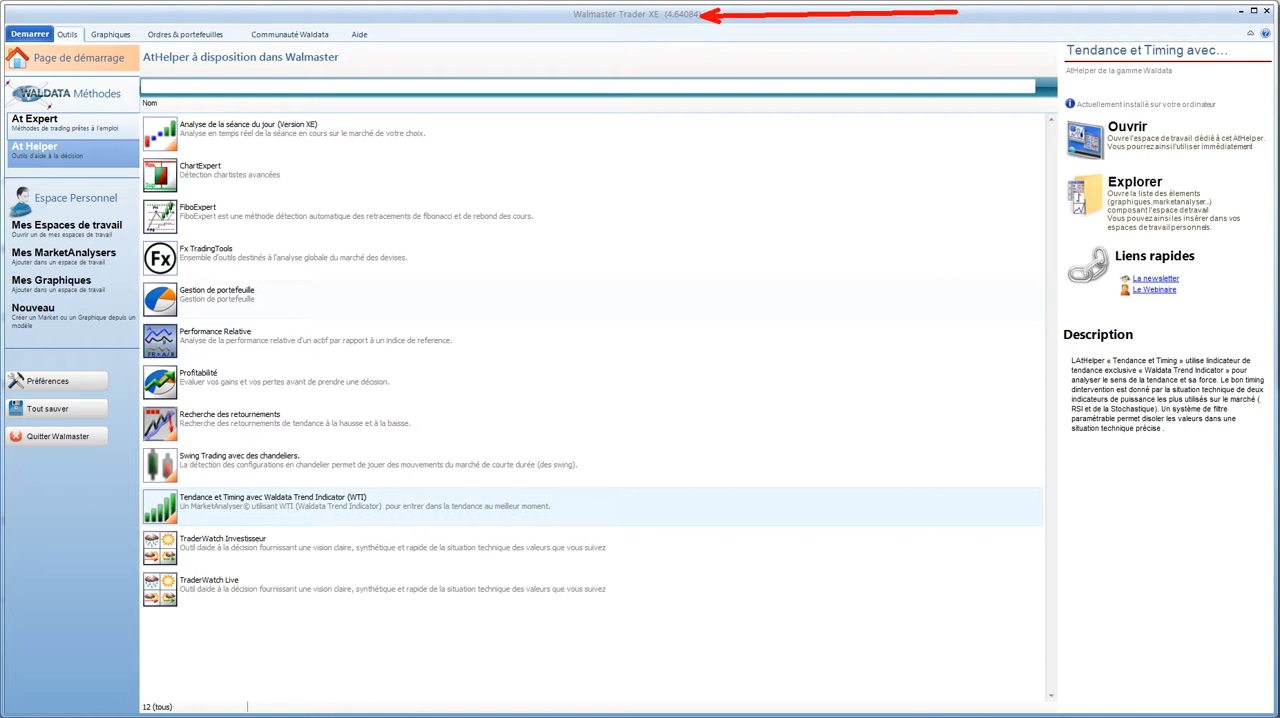 Walmaster Trader XE (4.64084)
Demarrer Outils Graphiques Ordres & portefeuilles Communauté Waldata Aide
Page de démarrage
WALDATA Méthodes
At Expert
Méthodes de trading prêtes à l'emploi
At Helper
Outils d'aide à la décision
Espace Personnel
Mes Espaces de travail
Ouvrir un de mes espaces de travail
Mes MarketAnalysers
Ajouter dans un espace de travail
Mes Graphiques
Ajouter dans un espace de travail
Nouveau
Créer un Market ou un Graphique depuis un
modèle
Préférences
Tout sauver
Quitter Walmaster
AtHelper à disposition dans Walmaster
Nom
Analyse de la séance du jour (Version XE)
Analyse en temps réel de la séance en cours sur le marché de votre choix.
ChartExpert
Détection chartistes avancées
FiboExpert
FiboExpert est une méthode détection automatique des retracements de fibonacci et de rebond des cours.
Fx TradingTools
Ensemble d'outils destinés à l'analyse globale du marché des devises.
Gestion de portefeuille
Gestion de portefeuille
Performance Relative
Analyse de la performance relative d'un actif par rapport à un indice de reference.
Profitabilité
Evaluer vos gains et vos pertes avant de prendre une décision.
Recherche des retournements
Recherche des retournements de tendance à la hausse et à la baisse.
Swing Trading avec des chandeliers.
La détection des configurations en chandelier permet de jouer des mouvements du marché de courte durée (des swing).
Tendance et Timing avec Waldata Trend Indicator (WTI)
Un MarketAnalyser© utilisant WTI (Waldata Trend Indicator) pour entrer dans la tendance au meilleur moment.
TraderWatch Investisseur
Outil daide à la décision fournissant une vision claire, synthétique et rapide de la situation technique des valeurs que vous suivez
TraderWatch Live
Outil daide à la décision fournissant une vision claire, synthétique et rapide de la situation technique des valeurs que vous suivez
12 (tous)
Tendance et Timing avec...
AtHelper de la gamme Waldata
Actuellement installé sur votre ordinateur
Ouvrir
Ouvre l'espace de travail dédié à cet AtHelper.
Vous pourrez ainsi l'utiliser immédiatement
Explorer
Ouvre la liste des élements
(graphiques,marketanalyser...)
composant l'espace de travail
Vous pouvez ainsi les insérer dans vos
espaces de travail personnels.
Liens rapides
La newsletter
Le Webinaire
Description
LAtHelper « Tendance et Timing » utilise lindicateur de
tendance exclusive « Waldata Trend Indicator » pour
analyser le sens de la tendance et sa force. Le bon timing
dintervention est donné par la situation technique de deux
indicateurs de puissance les plus utilisés sur le marché (
RSI et de la Stochastique). Un système de filtre
paramétrable permet disoler les valeurs dans une
situation technique précise .